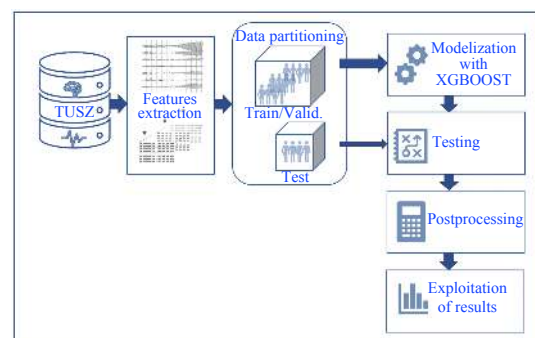 TUSZ
Features
extraction
Data partitioning
Train/Valid.
Test
Modelization
with
XGBOOST
Testing
Postprocessing
Exploitation
of results